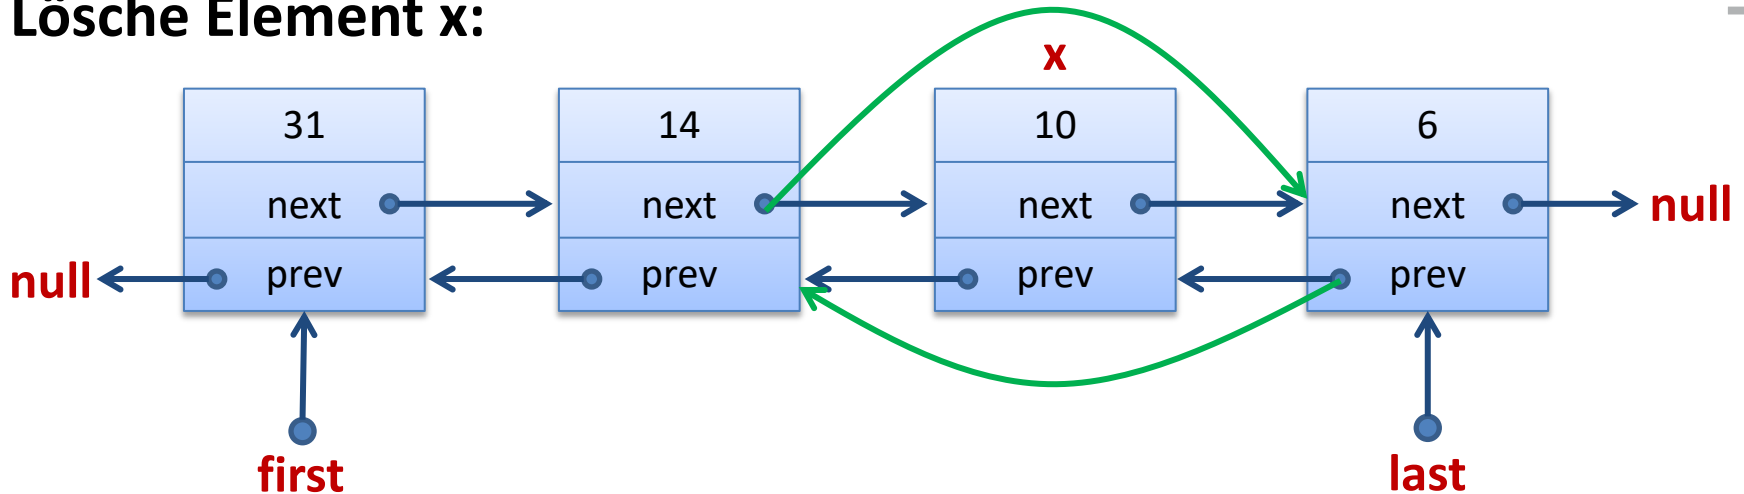 Lösche Element x:
x
31 14 10 6
next next next next null
null prev prev prev prev
first last